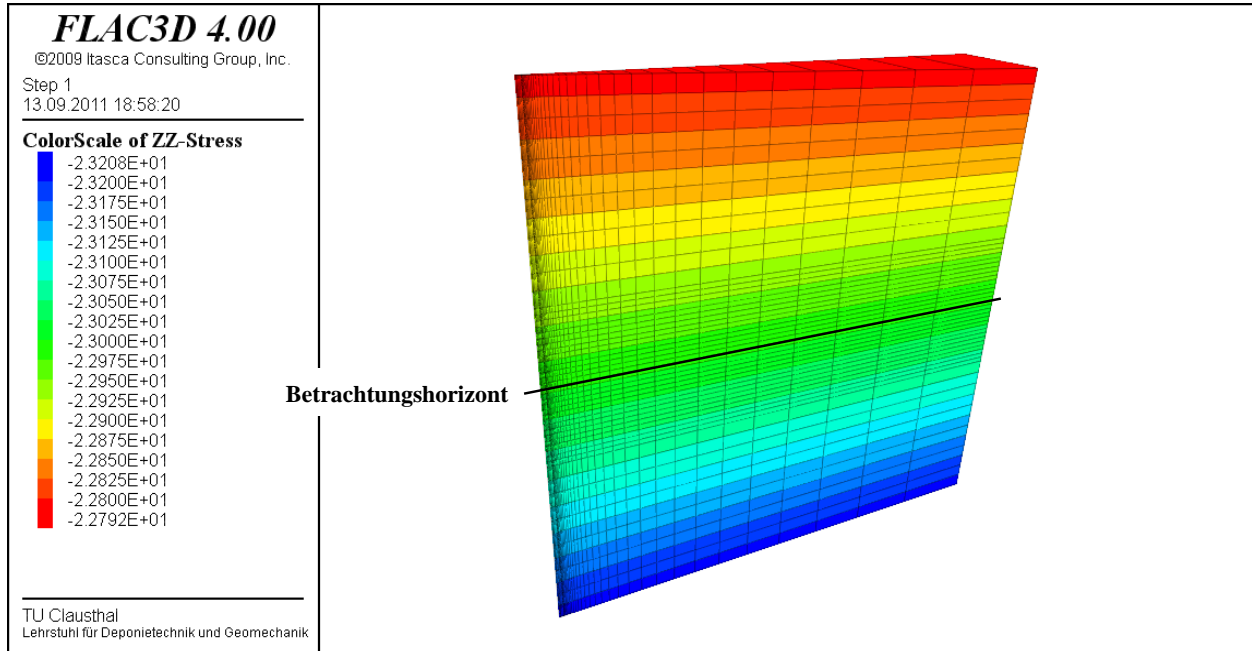 FLAC3D 4.00
©2009 Itasca Consulting Group, Inc.
Step 1
13.09.2011 18:58:20
ColorScale of ZZ-Stress
-2.3208E+01
-2.3200E+01
-2.3175E+01
-2.3150E+01
-2.3125E+01
-2.3100E+01
-2.3075E+01
-2.3050E+01
-2.3025E+01
-2.3000E+01
-2.2975E+01
-2.2950E+01
-2.2925E+01
-2.2900E+01
-2.2875E+01
-2.2850E+01
-2.2825E+01
-2.2800E+01
-2.2792E+01
Betrachtungshorizont
TU Clausthal
Lehrstuhl für Deponietechnik und Geomechanik